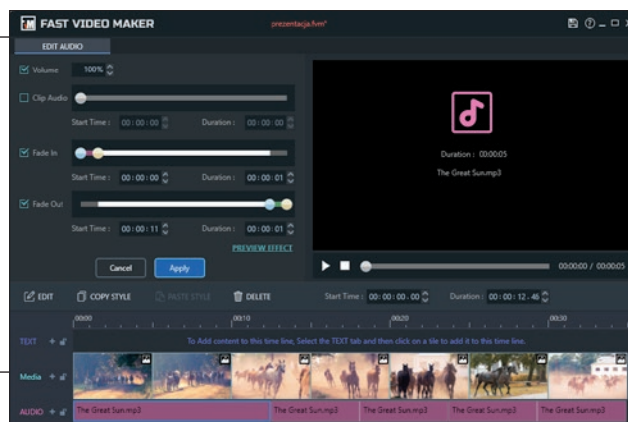 FAST VIDEO MAKER
prezentacja.fvm*
EDIT AUDIO
Volume 100%
Clip Audio
Start Time : 00 : 00 : 00 Duration : 00 : 00 : 00
Fade In
Start Time : 00 : 00 : 00 Duration : 00 : 00 : 01
Fade Out
Start Time : 00 : 00 : 11 Duration : 00 : 00 : 01
PREVIEW EFFECT
Cancel Apply
Duration : 00:00:05
The Great Sun.mp3
00:00:00 / 00:00:05
EDIT COPY STYLE PASTE STYLE DELETE Start Time : 00 : 00 : 00 . 00 Duration : 00 : 00 : 12 . 46
00:00 00:10 00:20 00:30
TEXT To Add content to this time line, Select the TEXT tab and then click on a tile to add it to this time line.
Media
AUDIO The Great Sun.mp3 The Great Sun.mp3 The Great Sun.mp3 The Great Sun.mp3 The Great Sun.mp3